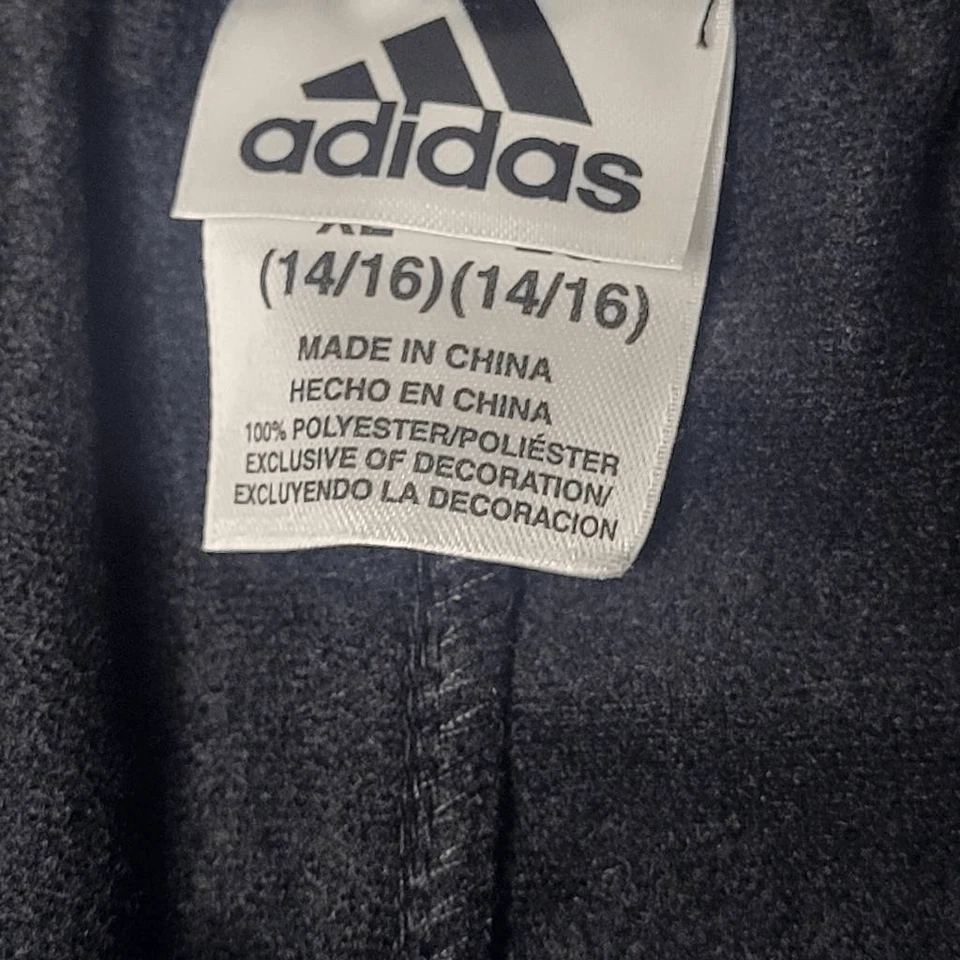 adidas
(14/16)(14/16)
MADE IN CHINA
HECHO EN CHINA
100% POLYESTER/POLIÉSTER
EXCLUSIVE OF DECORATION/
EXCLUYENDO LA DECORACION